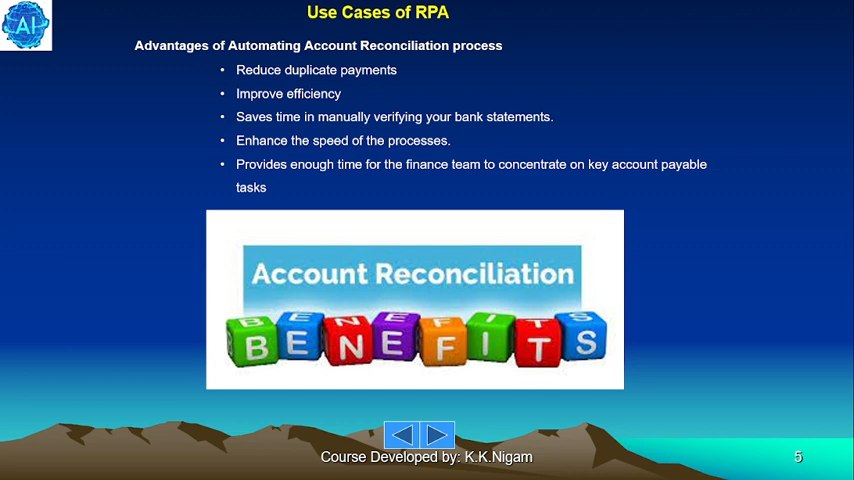 AI
Use Cases of RPA
Advantages of Automating Account Reconciliation process
• Reduce duplicate payments
• Improve efficiency
• Saves time in manually verifying your bank statements.
• Enhance the speed of the processes.
• Provides enough time for the finance team to concentrate on key account payable
tasks
Account Reconciliation
BENEFITS
BENEFITS
Course Developed by: K.K.Nigam
5